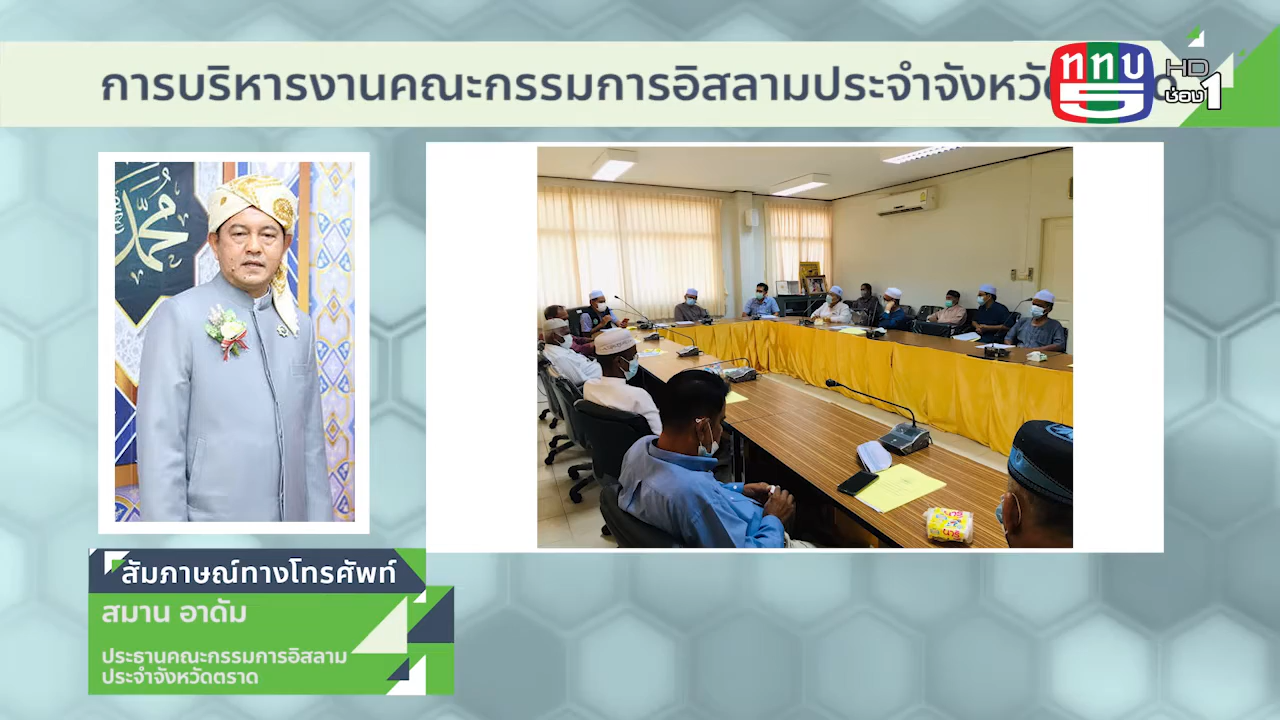 การบริหารงานคณะกรรมการอิสลามประจำจังหวัด
ททบ
5
HD
ช่อง1
محمد
สัมภาษณ์ทางโทรศัพท์
สมาน อาดัม
ประธานคณะกรรมการอิสลาม
ประจำจังหวัดตราด